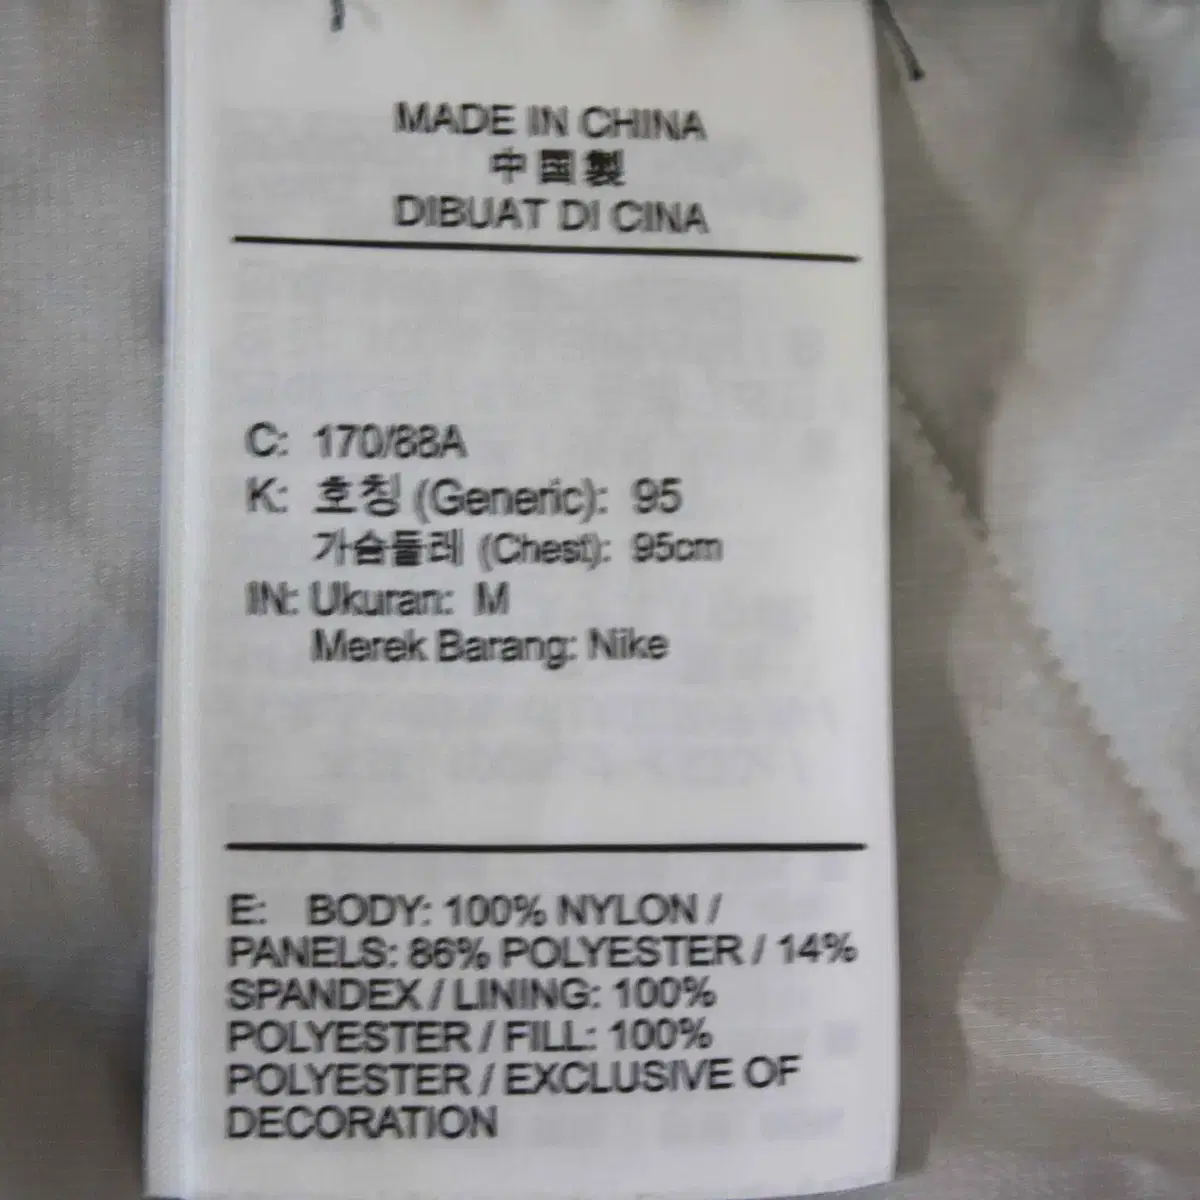 MADE IN CHINA
中国製
DIBUAT DI CINA
C: 170/88A
K: 호칭 (Generic): 95
가슴둘레 (Chest): 95cm
IN: Ukuran: M
Merek Barang: Nike
E: BODY: 100% NYLON /
PANELS: 86% POLYESTER / 14%
SPANDEX / LINING: 100%
POLYESTER / FILL: 100%
POLYESTER / EXCLUSIVE OF
DECORATION